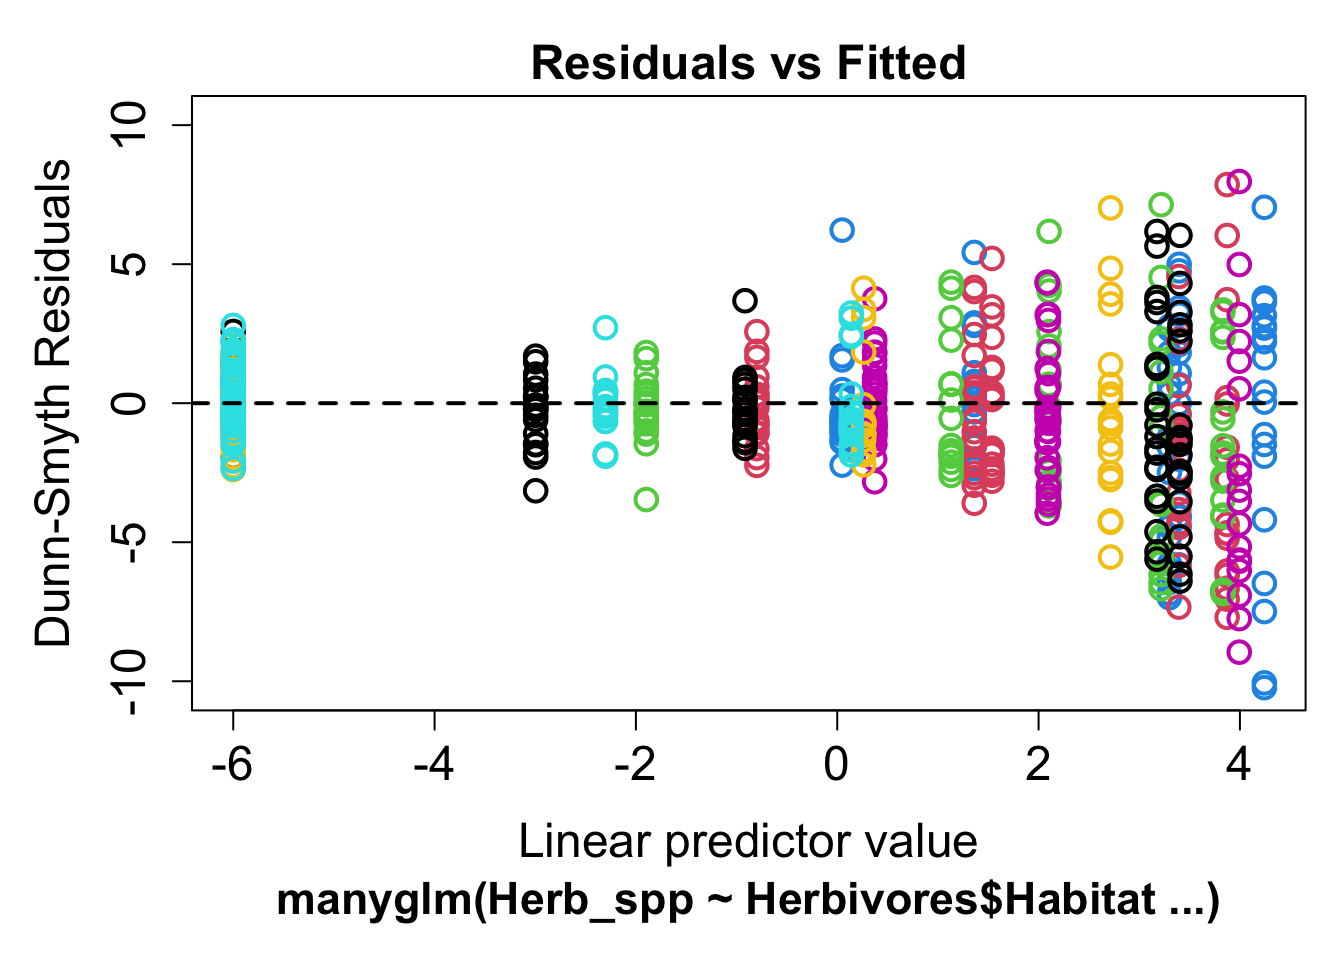 Residuals vs Fitted
Dunn-Smyth Residuals
10
5
0
-5
-10
-6 -4 -2 0 2 4
Linear predictor value
manyglm(Herb_spp ~ Herbivores$Habitat ...)